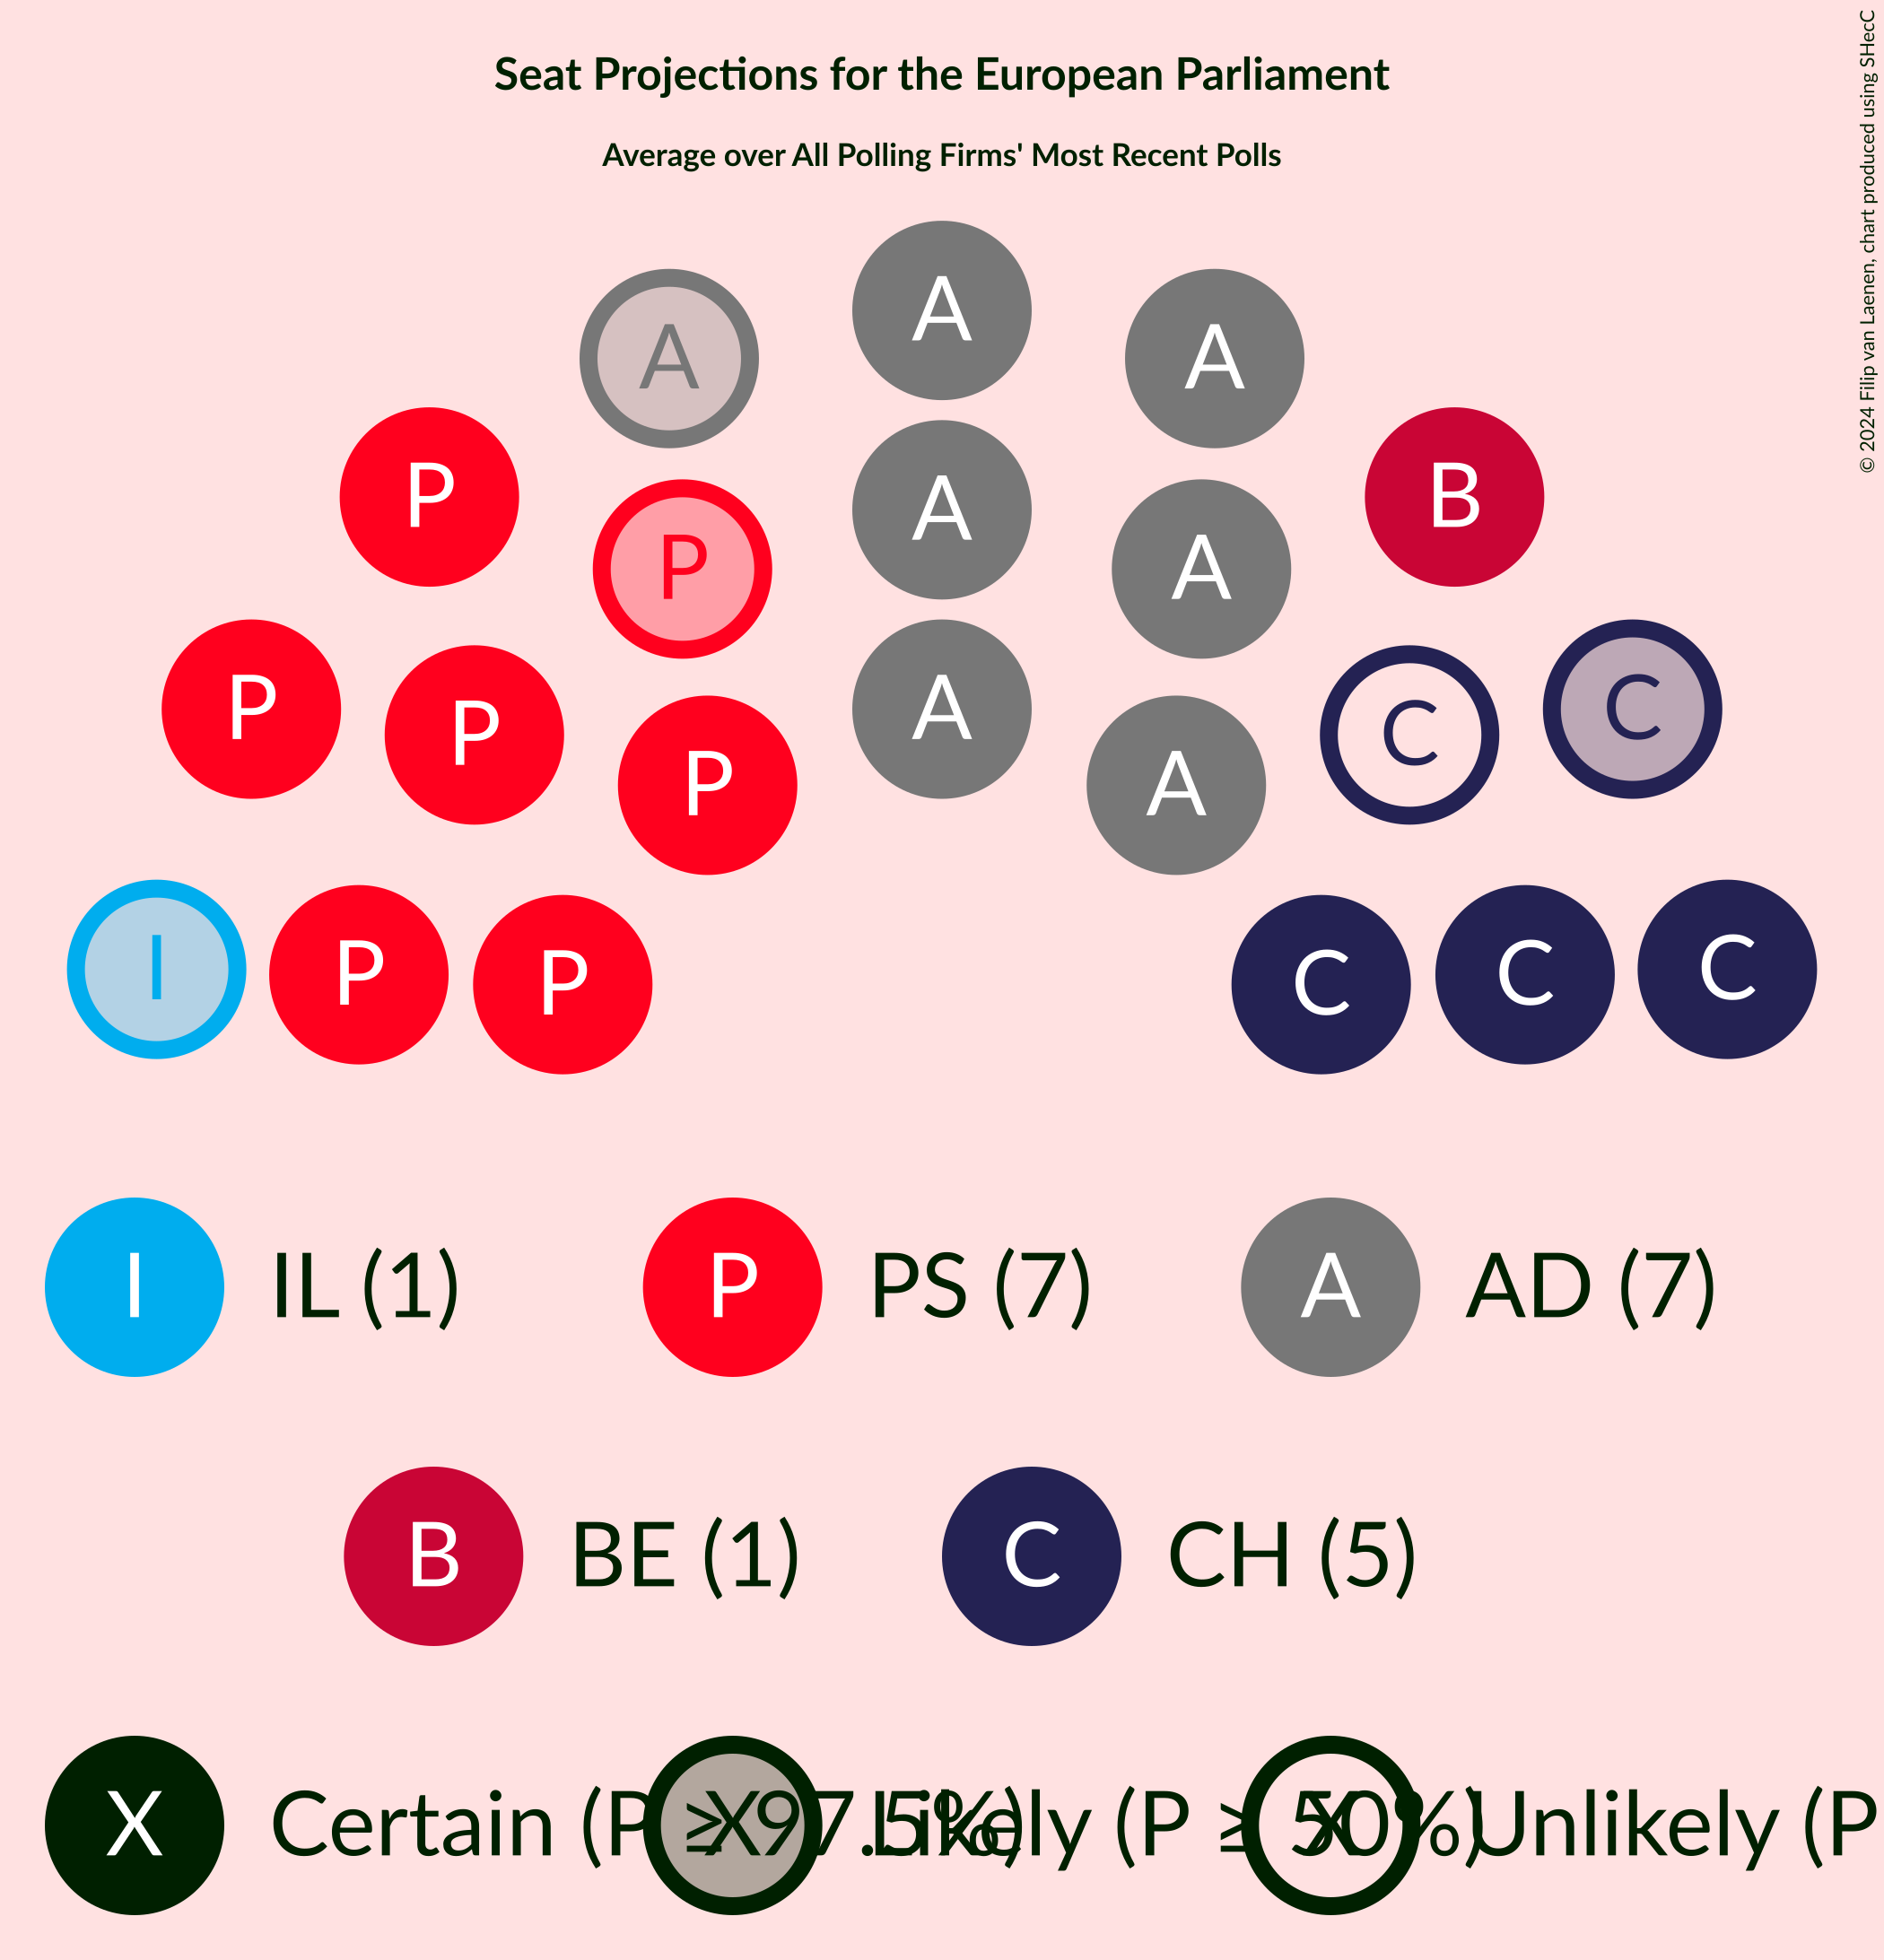 Seat Projections for the European Parliament
Average over All Polling Firms' Most Recent Polls
© 2024 Filip van Laenen, chart produced using SHecC
A
A
A
P
P
A
A
B
P
P
P
A
A
C
C
I
P
P
C
C
C
I IL (1) P PS (7) A AD (7)
B BE (1) C CH (5)
X Certain (P ≥ 97.5%) X Likely (P ≥ 50%) X Unlikely (P